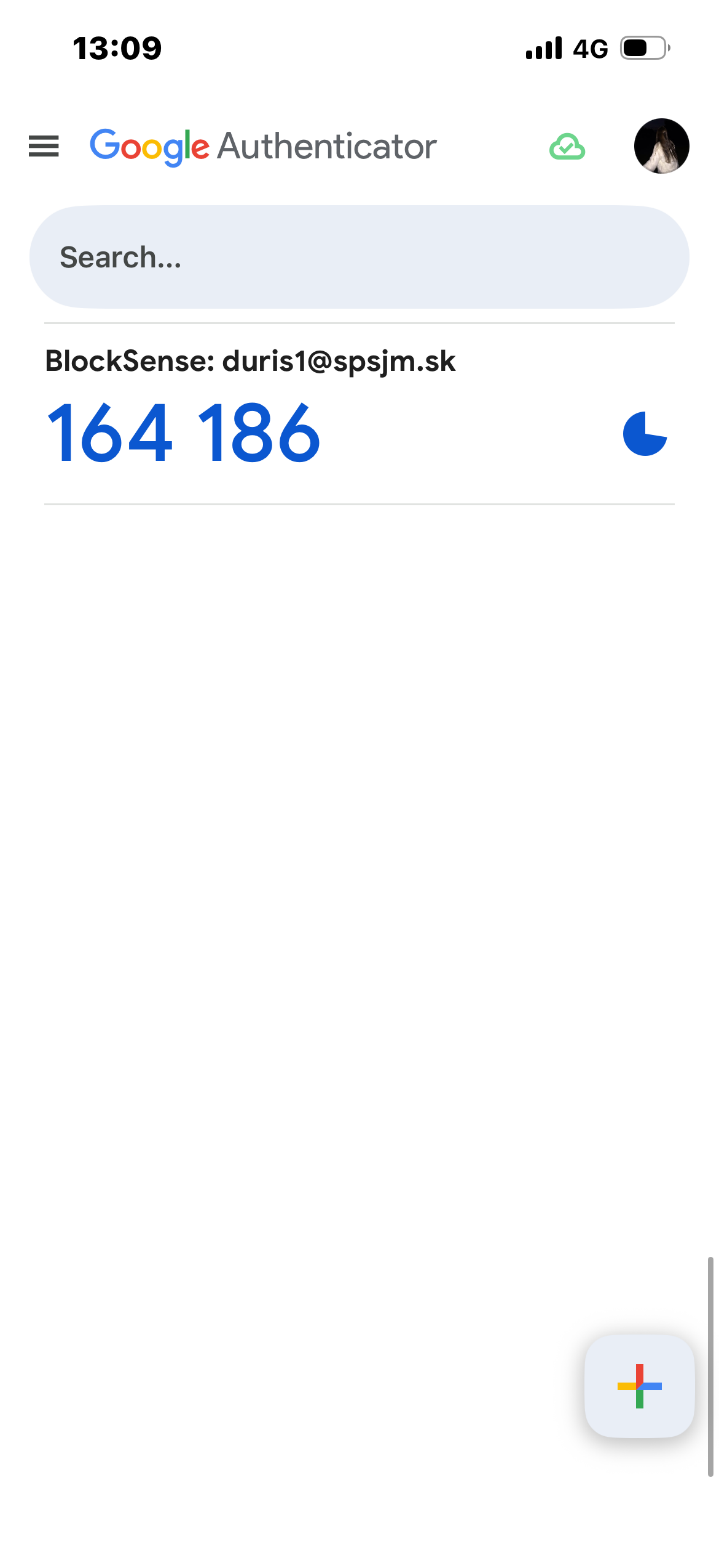 13:09
4G
Google Authenticator
Search...
BlockSense: duris1@spsjm.sk
164 186